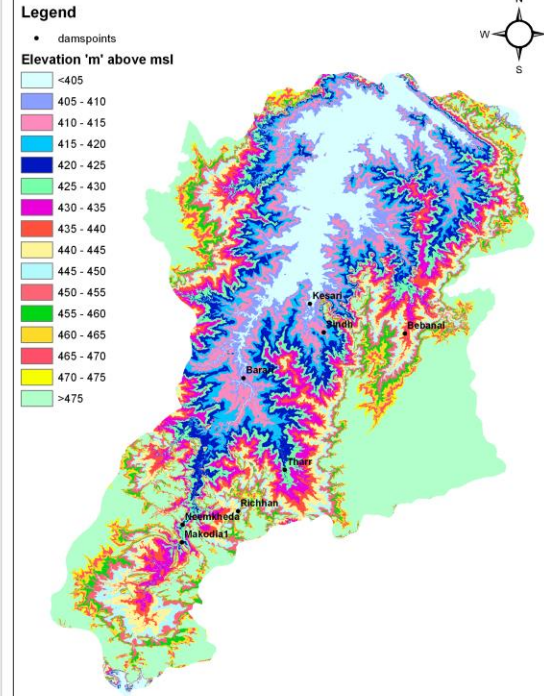 Legend
damspoints
Elevation 'm' above msl
<405
405 - 410
410 - 415
415 - 420
420 - 425
425 - 430
430 - 435
435 - 440
440 - 445
445 - 450
450 - 455
455 - 460
460 - 465
465 - 470
470 - 475
>475
N
W
S
Kesari
Sindh
Bebanai
Tharr
Richhan
Neemkheda
Makodia1